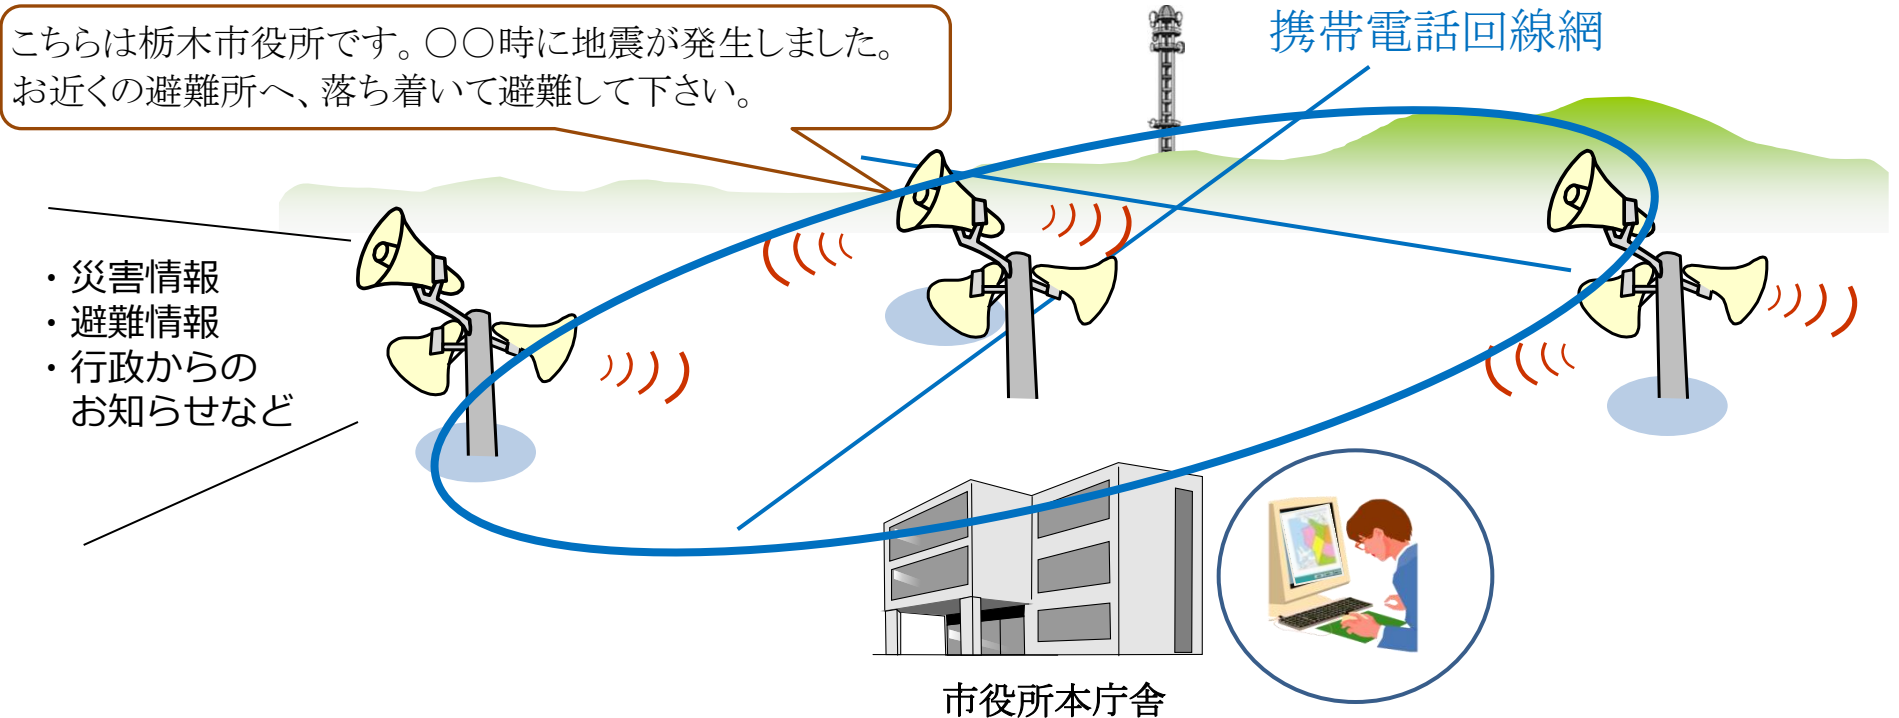 こちらは栃木市役所です。〇〇時に地震が発生しました。
お近くの避難所へ、落ち着いて避難して下さい。
携帯電話回線網
・災害情報
・避難情報
・行政からの
お知らせなど
市役所本庁舎